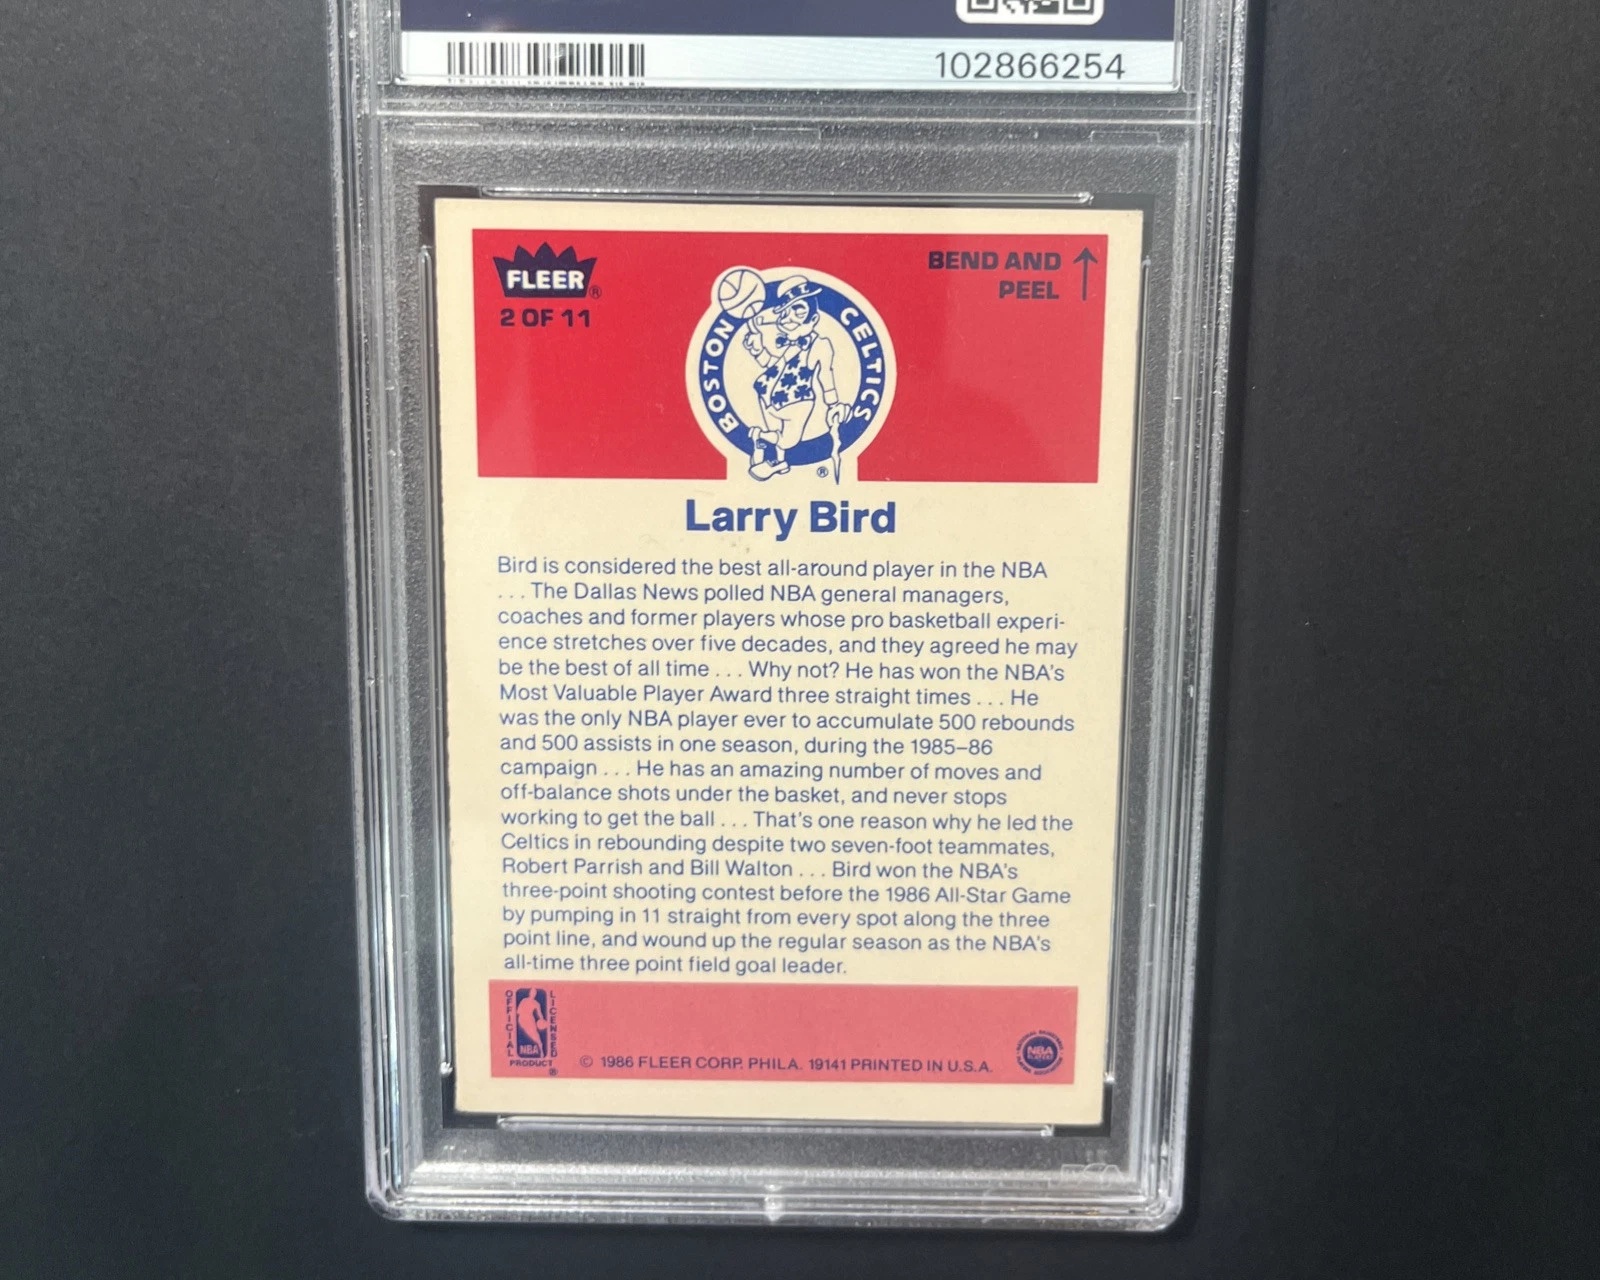 102866254
FLEER®
2 OF 11
BEND AND
PEEL
BOSTON CELTICS
®
Larry Bird
Bird is considered the best all-around player in the NBA
. . . The Dallas News polled NBA general managers,
coaches and former players whose pro basketball experi-
ence stretches over five decades, and they agreed he may
be the best of all time . . . Why not? He has won the NBA's
Most Valuable Player Award three straight times . . . He
was the only NBA player ever to accumulate 500 rebounds
and 500 assists in one season, during the 1985–86
campaign . . . He has an amazing number of moves and
off-balance shots under the basket, and never stops
working to get the ball . . . That's one reason why he led the
Celtics in rebounding despite two seven-foot teammates,
Robert Parrish and Bill Walton . . . Bird won the NBA's
three-point shooting contest before the 1986 All-Star Game
by pumping in 11 straight from every spot along the three
point line, and wound up the regular season as the NBA's
all-time three point field goal leader.
OFFICIAL LICENSED
NBA
PRODUCT
®
© 1986 FLEER CORP. PHILA. 19141 PRINTED IN U.S.A.
NBA
PLAYERS
PSA